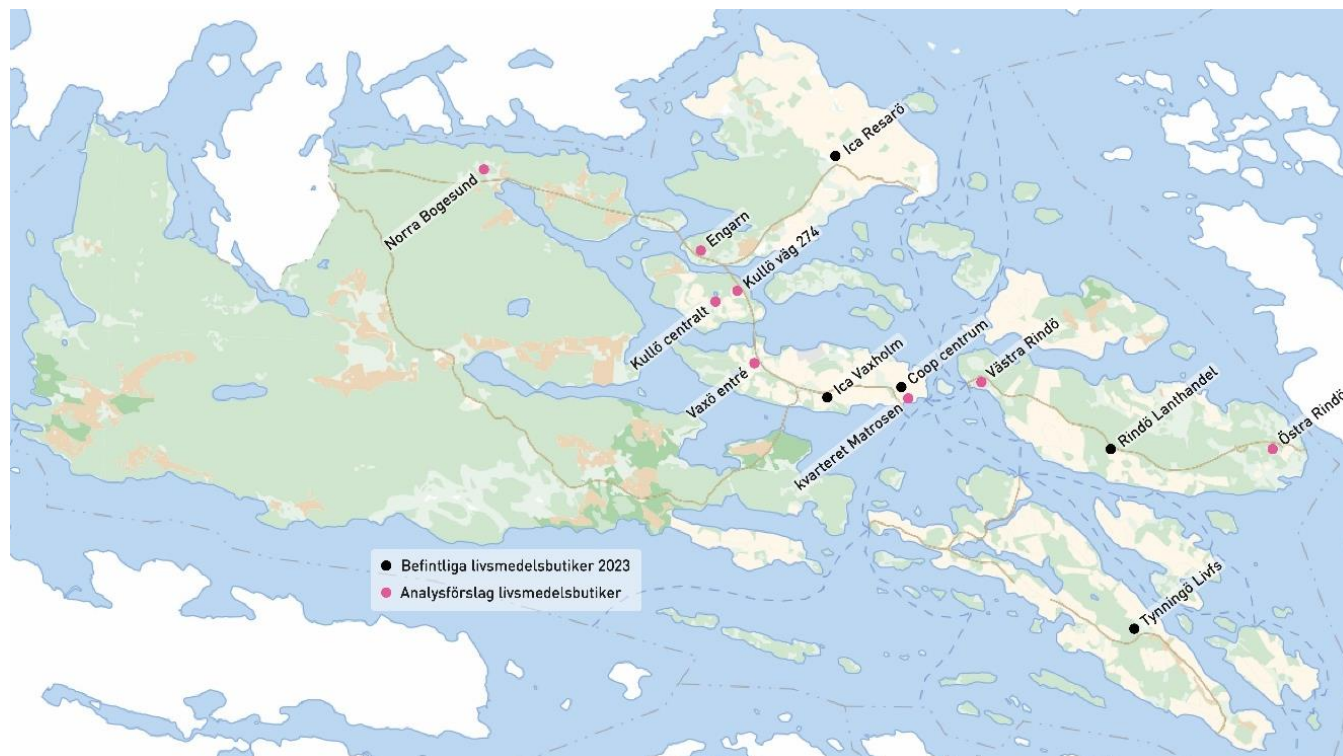 Ica Resarö
Norra Bogesund
Engarn
Kullö väg 274
Kullö centralt
Vaxö entré
Ica Vaxholm
Coop centrum
kvarteret Matrosen
Västra Rindö
Rindö Lanthandel
Östra Rindö
Tynningö Livfs
Befintliga livsmedelsbutiker 2023
Analysförslag livsmedelsbutiker